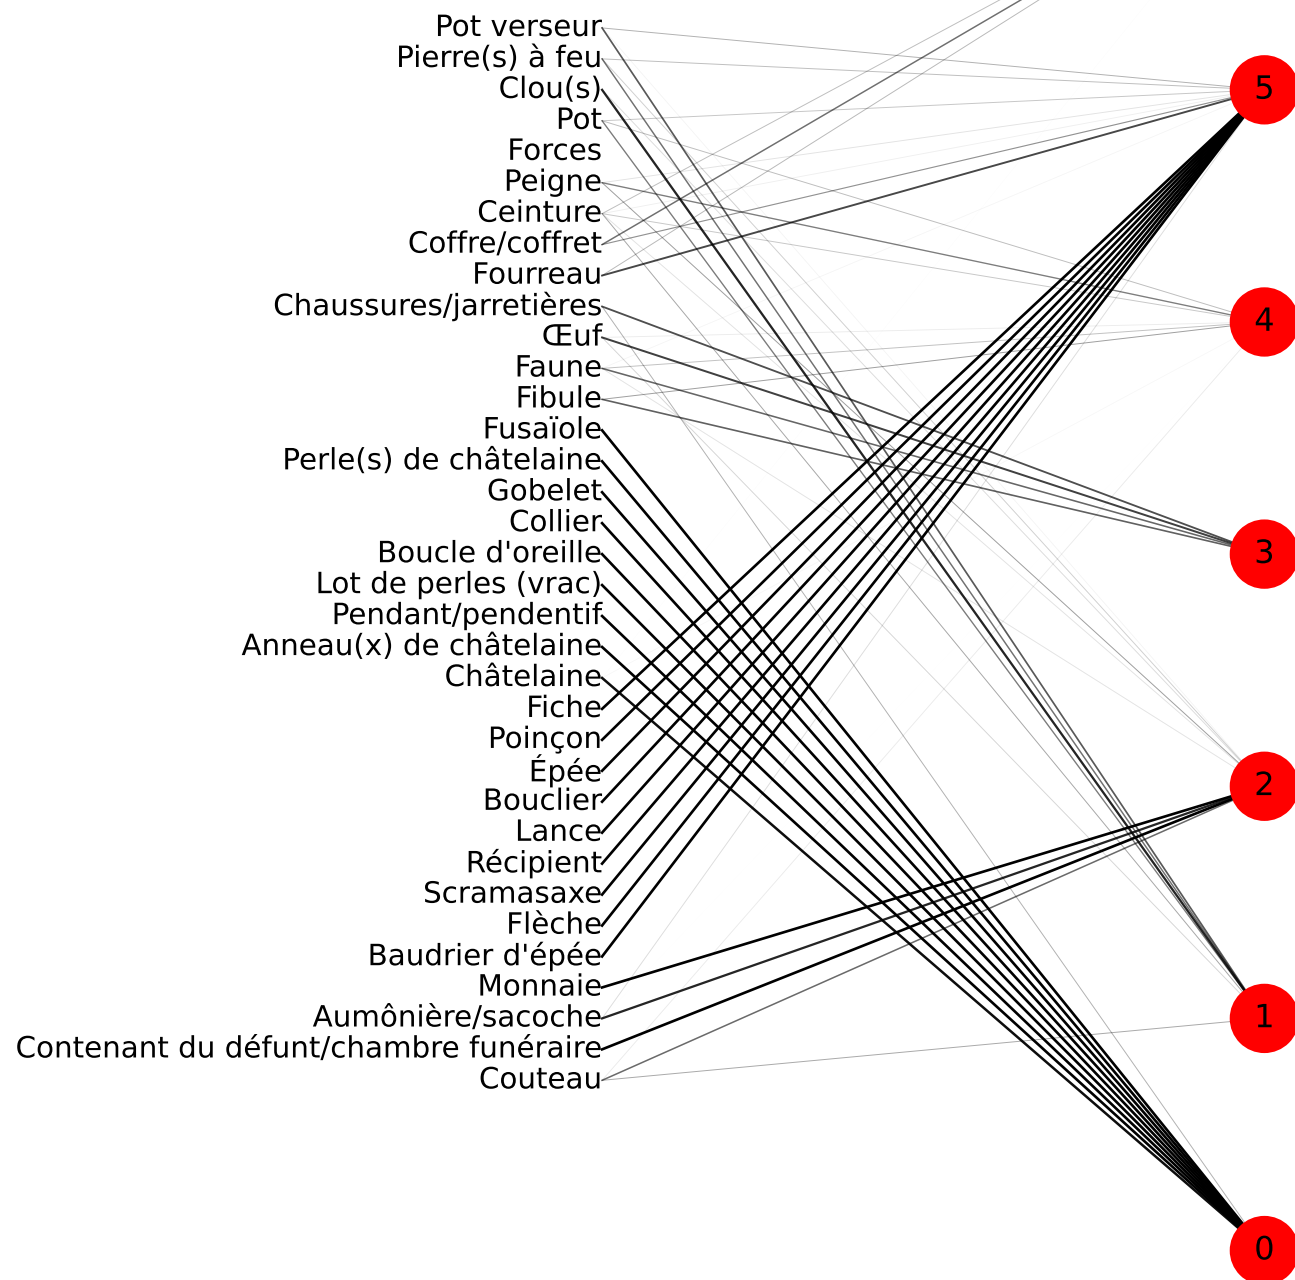 Pot verseur
Pierre(s) à feu
Clou(s)
Pot
Forces
Peigne
Ceinture
Coffre/coffret
Fourreau
Chaussures/jarretières
Œuf
Faune
Fibule
Fusaïole
Perle(s) de châtelaine
Gobelet
Collier
Boucle d'oreille
Lot de perles (vrac)
Pendant/pendentif
Anneau(x) de châtelaine
Châtelaine
Fiche
Poinçon
Épée
Bouclier
Lance
Récipient
Scramasaxe
Flèche
Baudrier d'épée
Monnaie
Aumônière/sacoche
Contenant du défunt/chambre funéraire
Couteau
5
4
3
2
1
0